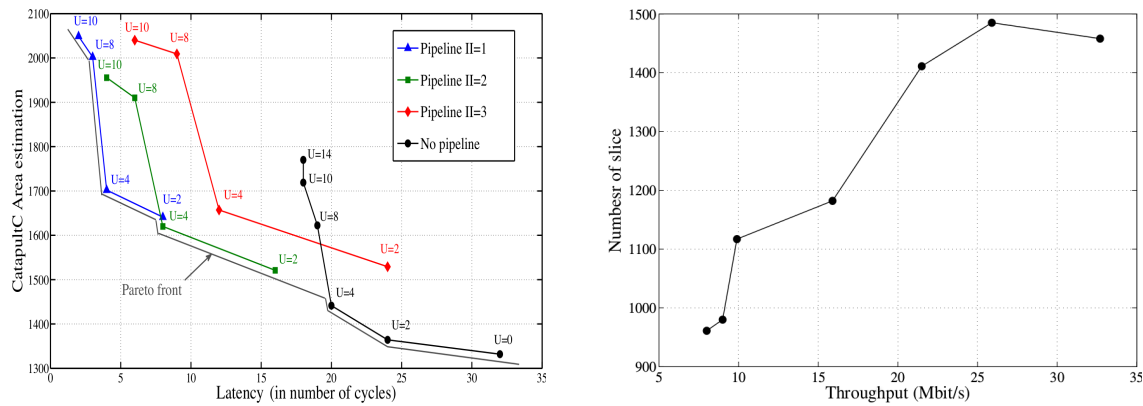 2100
2000
1900
1800
1700
1600
1500
1400
1300
CatapultC Area estimation
U=10
U=8
U=4
U=2
U=10
U=8
U=4
U=2
U=10
U=8
U=4
U=2
U=14
U=10
U=8
U=4
U=2
U=0
Pareto front
Pipeline II=1
Pipeline II=2
Pipeline II=3
No pipeline
0 5 10 15 20 25 30 35
Latency (in number of cycles)
1500
1400
1300
1200
1100
1000
900
Numbesr of slice
5 10 15 20 25 30 35
Throughput (Mbit/s)